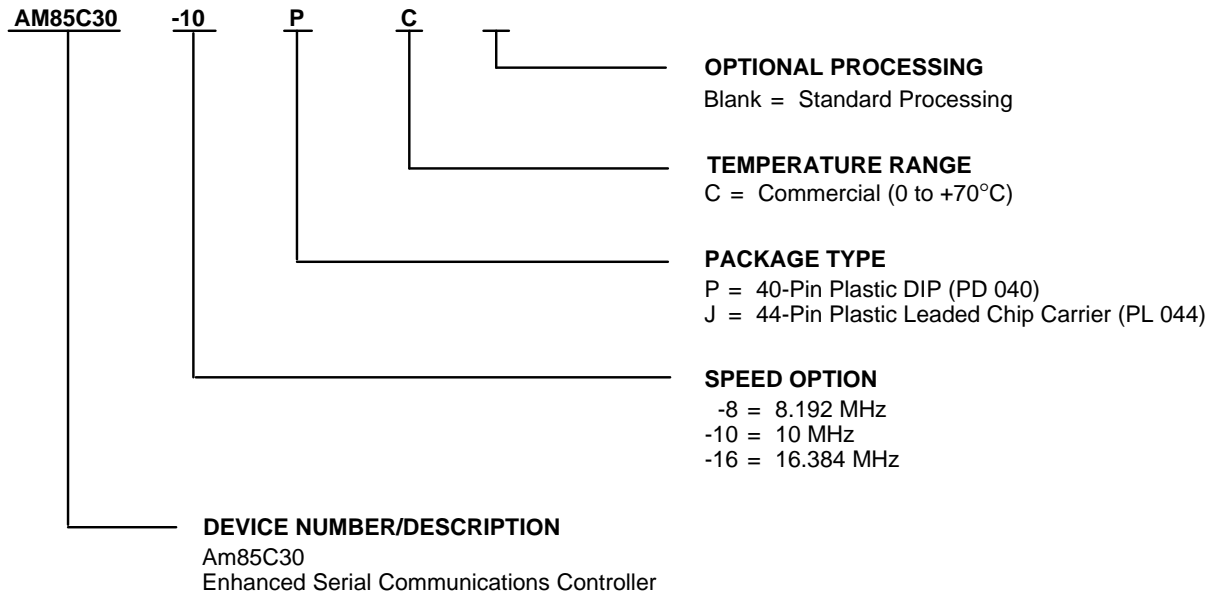 AM85C30 -10 P C
OPTIONAL PROCESSING
Blank = Standard Processing
TEMPERATURE RANGE
C = Commercial (0 to +70°C)
PACKAGE TYPE
P = 40-Pin Plastic DIP (PD 040)
J = 44-Pin Plastic Leaded Chip Carrier (PL 044)
SPEED OPTION
-8 = 8.192 MHz
-10 = 10 MHz
-16 = 16.384 MHz
DEVICE NUMBER/DESCRIPTION
Am85C30
Enhanced Serial Communications Controller